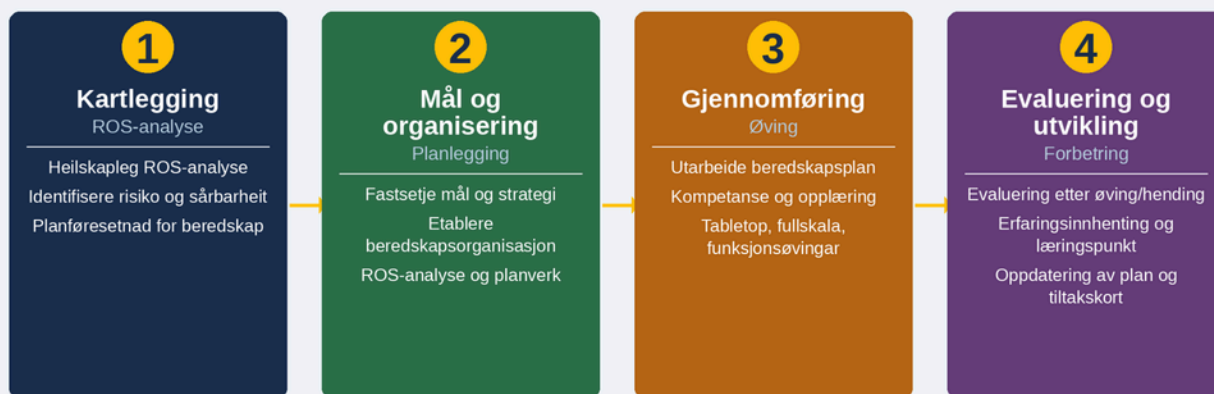 1
Kartlegging
ROS-analyse
Heilskapleg ROS-analyse
Identifisere risiko og sårbarheit
Planføresetnad for beredskap
2
Mål og
organisering
Planlegging
Fastsetje mål og strategi
Etablere
beredskapsorganisasjon
ROS-analyse og planverk
3
Gjennomføring
Øving
Utarbeide beredskapsplan
Kompetanse og opplæring
Tabletop, fullskala,
funksjonsøvingar
4
Evaluering og
utvikling
Forbetring
Evaluering etter øving/hending
Erfaringsinnhenting og
læringspunkt
Oppdatering av plan og
tiltakskort